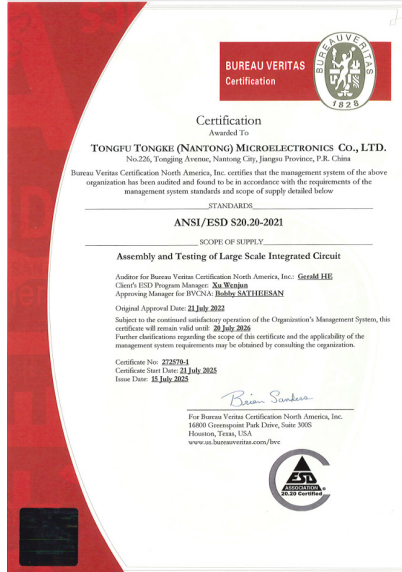 BUREAU VERITAS
Certification
BUREAU VERITAS
1828
Certification
Awarded To
TONGFU TONGKE (NANTONG) MICROELECTRONICS CO., LTD.
No.226, Tongjing Avenue, Nantong City, Jiangsu Province, P.R. China
Bureau Veritas Certification North America, Inc. certifies that the management system of the above
organization has been audited and found to be in accordance with the requirements of the
management system standards and scope of supply detailed below
STANDARDS
ANSI/ESD S20.20-2021
SCOPE OF SUPPLY
Assembly and Testing of Large Scale Integrated Circuit
Auditor for Bureau Veritas Certification North America, Inc.: Gerald HE
Client's ESD Program Manager: Xu Wenjun
Approving Manager for BVCNA: Bobby SATHEESAN
Original Approval Date: 21 July 2022
Subject to the continued satisfactory operation of the Organization's Management System, this
certificate will remain valid until: 20 July 2026
Further clarifications regarding the scope of this certificate and the applicability of the
management system requirements may be obtained by consulting the organization.
Certificate No: 272570-1
Certificate Start Date: 21 July 2025
Issue Date: 15 July 2025
Brian Sanders
For Bureau Veritas Certification North America, Inc.
16800 Greenspoint Park Drive, Suite 300S
Houston, Texas, USA
www.us.bureauveritas.com/bvc
ESD
ASSOCIATION
20.20 Certified